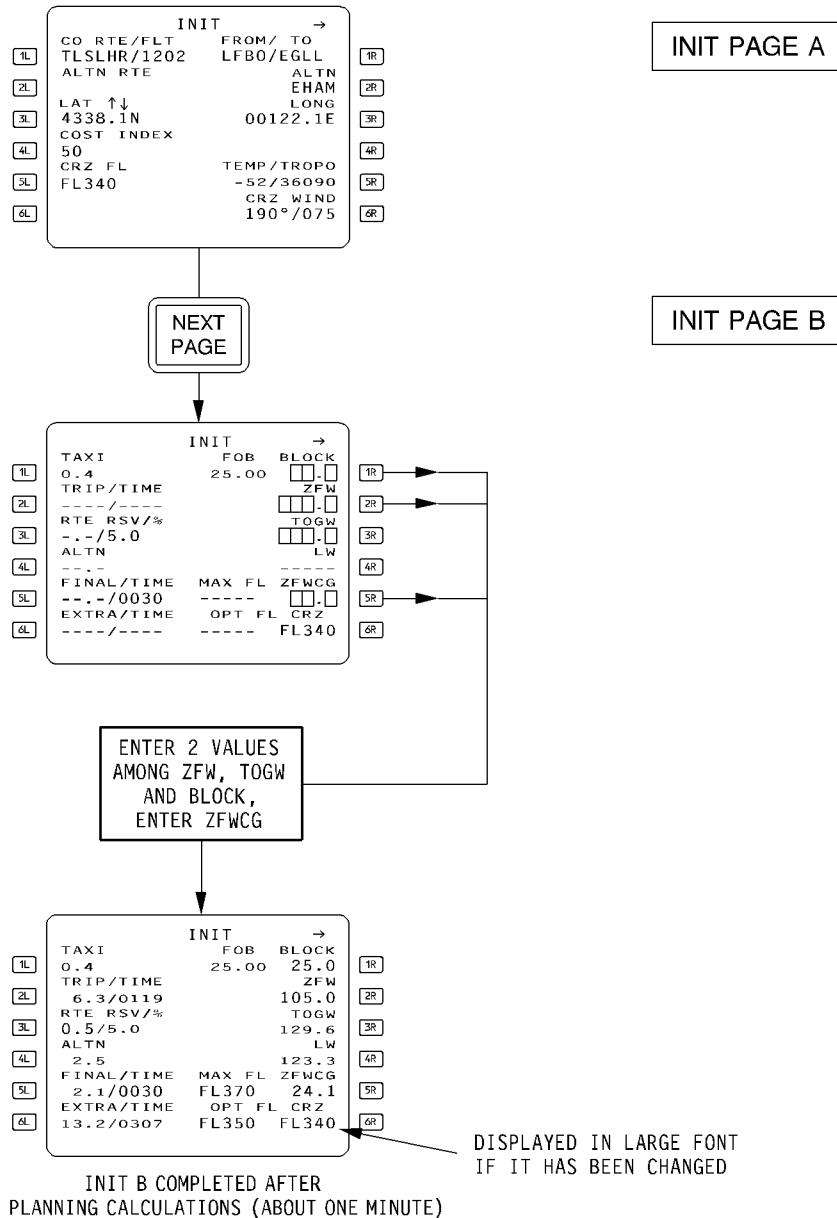 INIT →
CO RTE/FLT FROM/ TO
1L TLSLHR/1202 LFBO/EGLL 1R
ALTN RTE ALTN
2L EHAM 2R
LAT ↑↓ LONG
3L 4338.1N 00122.1E 3R
COST INDEX
4L 50 4R
CRZ FL TEMP/TROPO
5L FL340 -52/36090 5R
CRZ WIND
6L 190°/075 6R
INIT PAGE A
NEXT
PAGE
INIT PAGE B
INIT →
TAXI FOB BLOCK
1L 0.4 25.00 □□.□ 1R
TRIP/TIME ZFW
2L ----/---- □□□.□ 2R
RTE RSV/% TOGW
3L -.-/5.0 □□□.□ 3R
ALTN LW
4L --.- ----- 4R
FINAL/TIME MAX FL ZFWCG
5L --.-/0030 ----- □□.□ 5R
EXTRA/TIME OPT FL CRZ
6L ----/---- ----- FL340 6R
ENTER 2 VALUES
AMONG ZFW, TOGW
AND BLOCK,
ENTER ZFWCG
INIT →
TAXI FOB BLOCK
1L 0.4 25.00 25.0 1R
TRIP/TIME ZFW
2L 6.3/0119 105.0 2R
RTE RSV/% TOGW
3L 0.5/5.0 129.6 3R
ALTN LW
4L 2.5 123.3 4R
FINAL/TIME MAX FL ZFWCG
5L 2.1/0030 FL370 24.1 5R
EXTRA/TIME OPT FL CRZ
6L 13.2/0307 FL350 FL340 6R
DISPLAYED IN LARGE FONT
IF IT HAS BEEN CHANGED
INIT B COMPLETED AFTER
PLANNING CALCULATIONS (ABOUT ONE MINUTE)